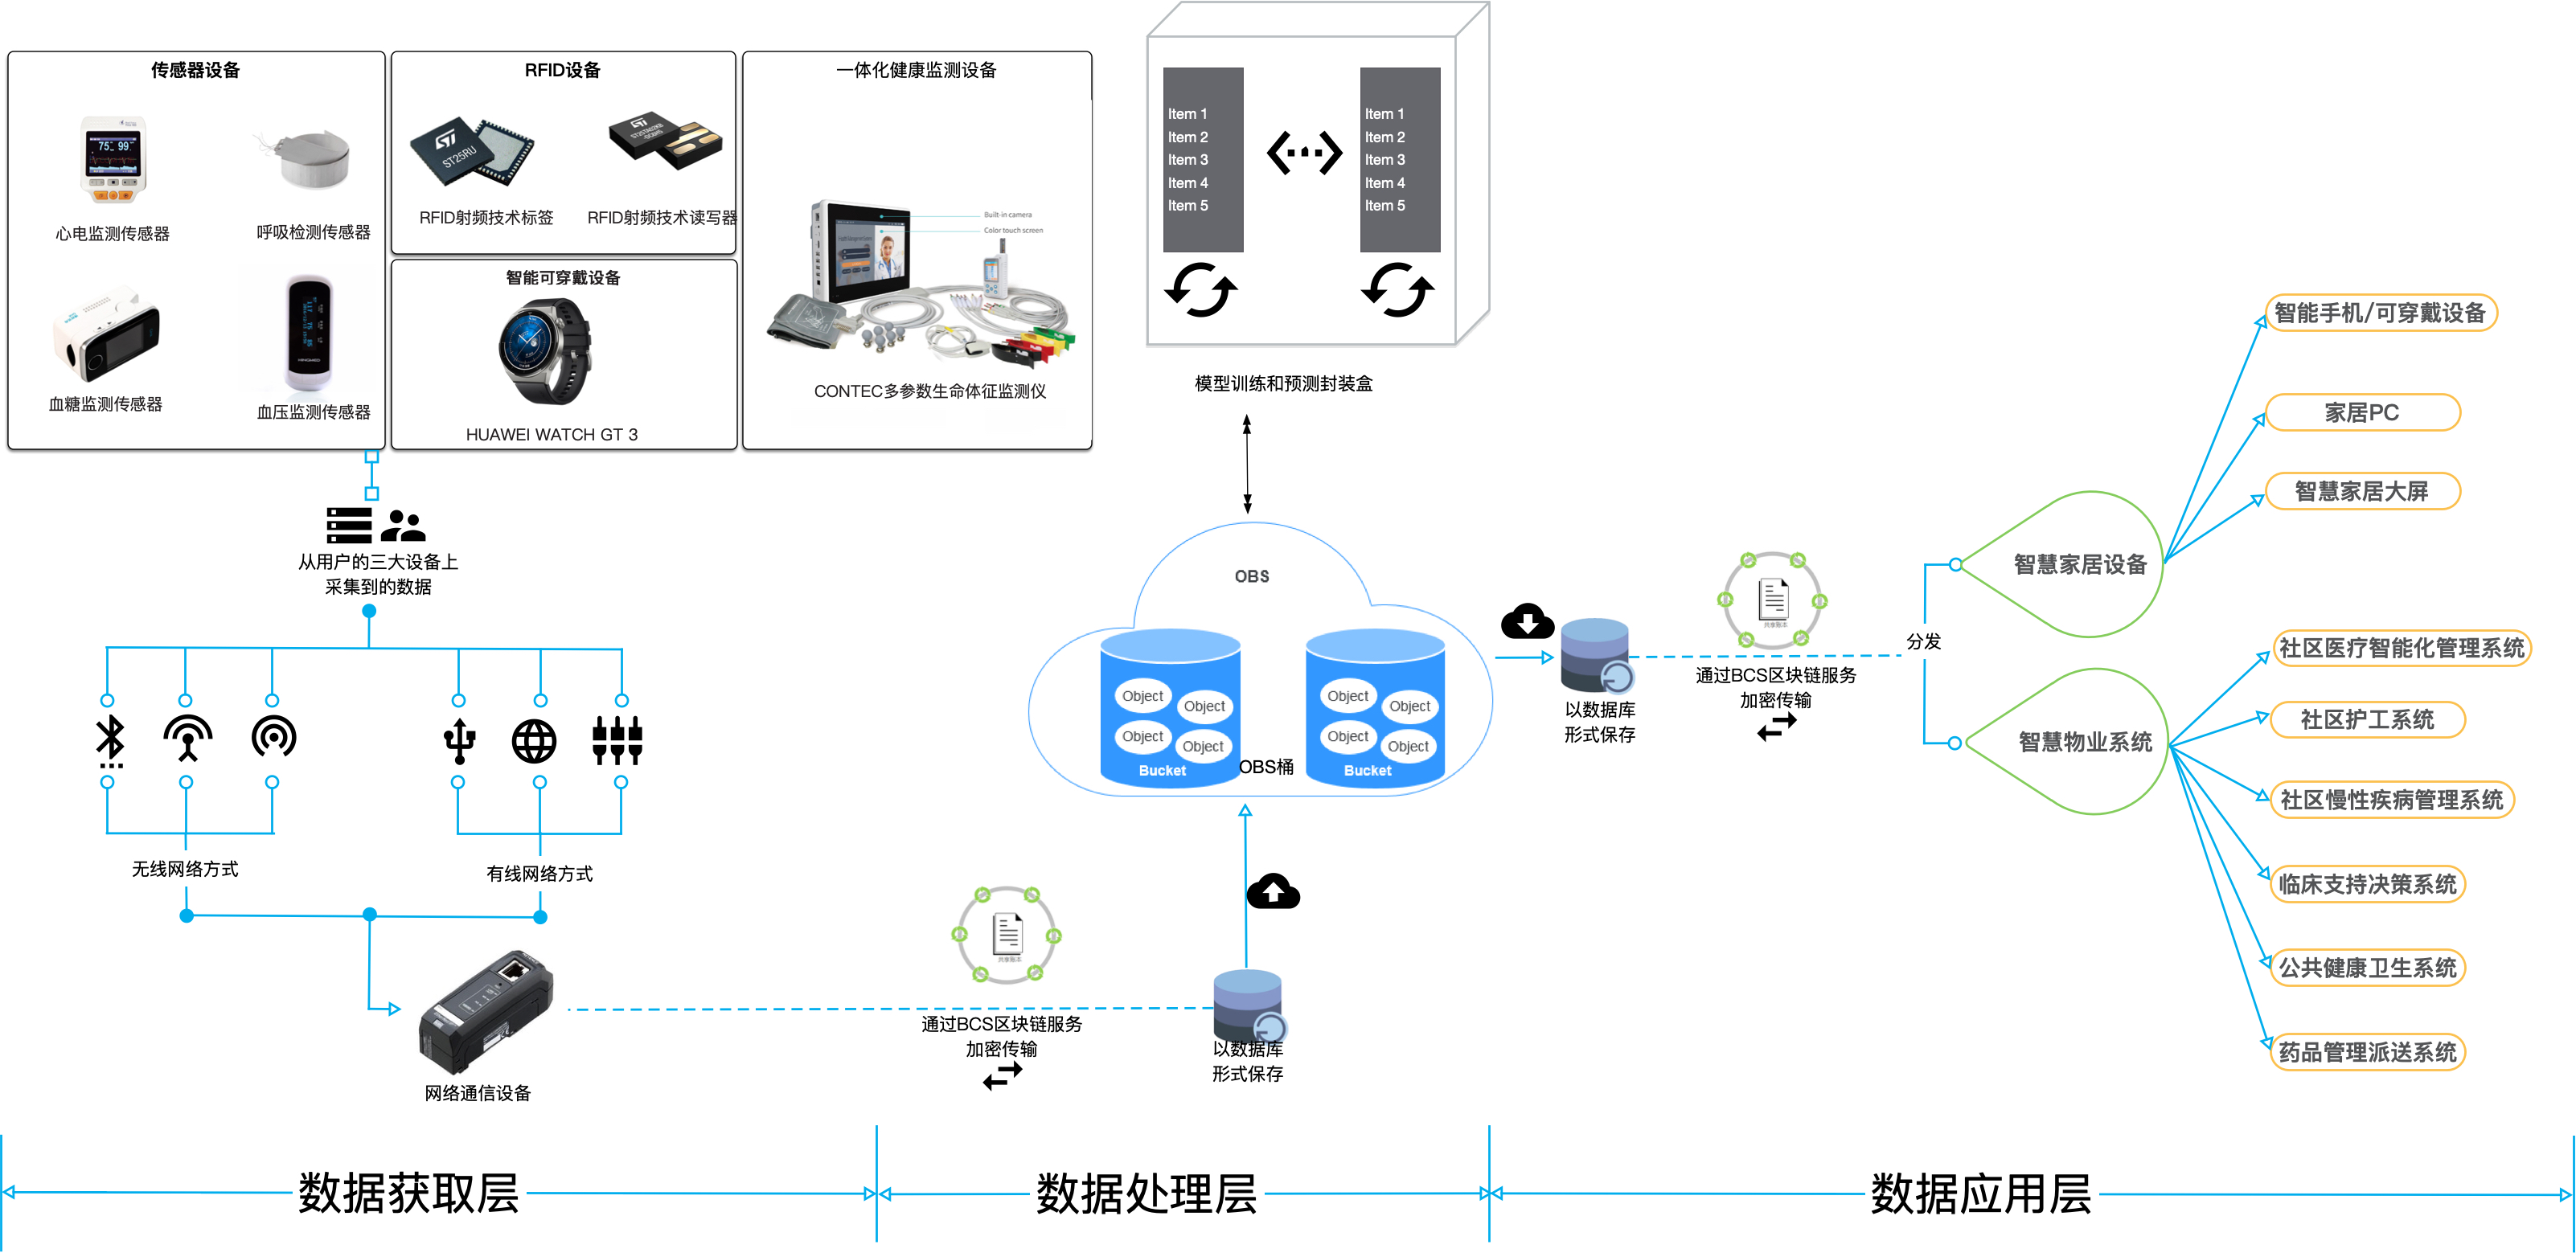 传感器设备
75 99
心电监测传感器
呼吸检测传感器
血糖监测传感器
血压监测传感器
RFID设备
ST25RU
RFID射频技术标签
RFID射频技术读写器
智能可穿戴设备
HUAWEI WATCH GT 3
一体化健康监测设备
Built-in camera
Color touch screen
CONTEC多参数生命体征监测仪
Item 1
Item 2
Item 3
Item 4
Item 5
Item 1
Item 2
Item 3
Item 4
Item 5
模型训练和预测封装盒
从用户的三大设备上
采集到的数据
无线网络方式
有线网络方式
网络通信设备
共享账本
通过BCS区块链服务
加密传输
以数据库
形式保存
OBS
Object
Object
Object
Object
Bucket
OBS桶
Object
Object
Object
Object
Bucket
以数据库
形式保存
共享账本
通过BCS区块链服务
加密传输
分发
智慧家居设备
智能手机/可穿戴设备
家居PC
智慧家居大屏
智慧物业系统
社区医疗智能化管理系统
社区护工系统
社区慢性疾病管理系统
临床支持决策系统
公共健康卫生系统
药品管理派送系统
数据获取层
数据处理层
数据应用层